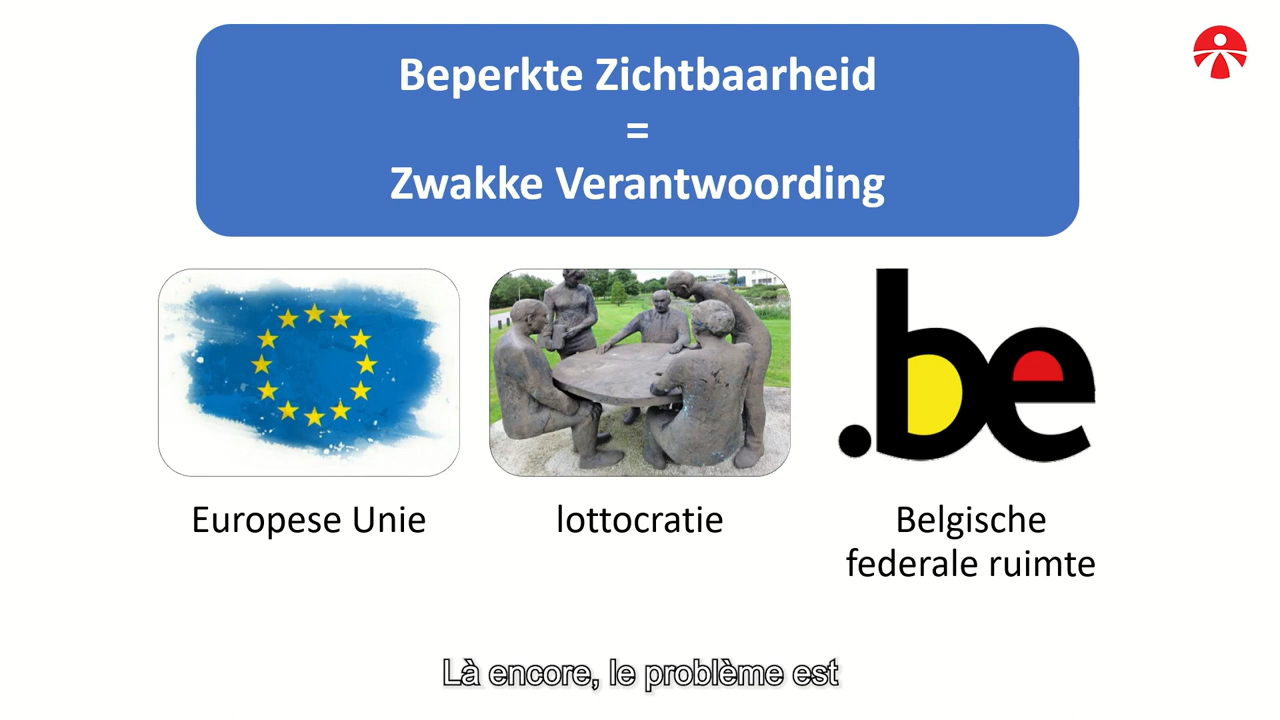 Beperkte Zichtbaarheid
=
Zwakke Verantwoording
.be
Europese Unie
lottocratie
Belgische
federale ruimte
Là encore, le problème est